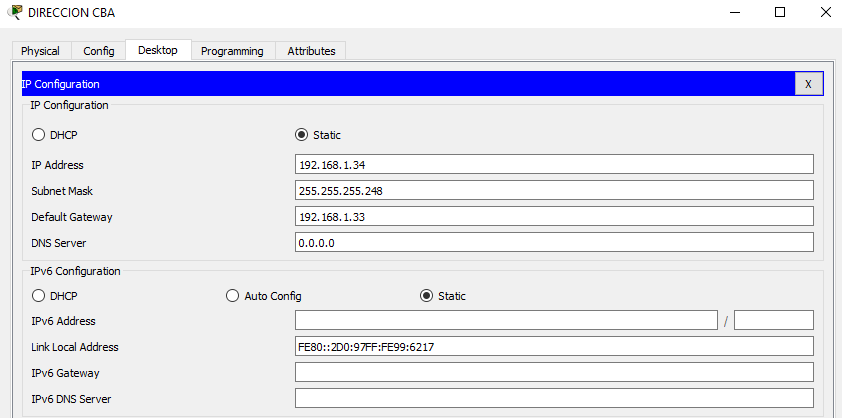 DIRECCION CBA
Physical Config Desktop Programming Attributes
IP Configuration X
IP Configuration
DHCP Static
IP Address 192.168.1.34
Subnet Mask 255.255.255.248
Default Gateway 192.168.1.33
DNS Server 0.0.0.0
IPv6 Configuration
DHCP Auto Config Static
IPv6 Address /
Link Local Address FE80::2D0:97FF:FE99:6217
IPv6 Gateway
IPv6 DNS Server